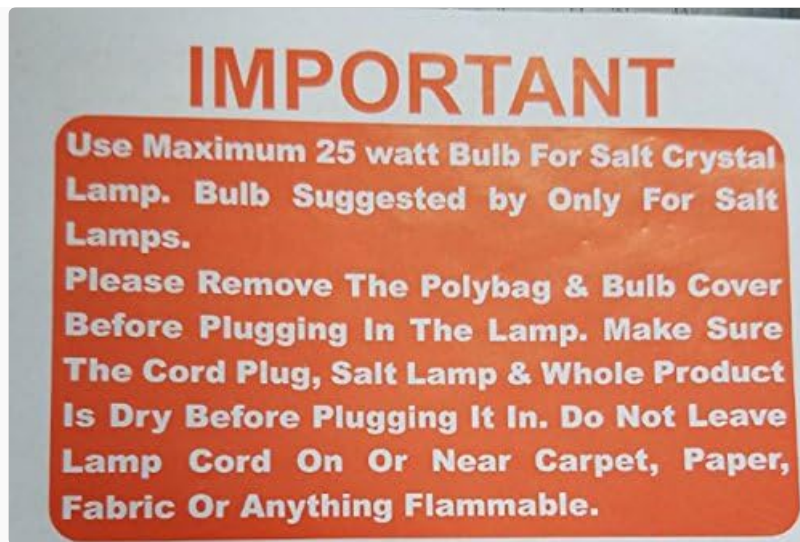 IMPORTANT
Use Maximum 25 watt Bulb For Salt Crystal
Lamp. Bulb Suggested by Only For Salt
Lamps.
Please Remove The Polybag & Bulb Cover
Before Plugging In The Lamp. Make Sure
The Cord Plug, Salt Lamp & Whole Product
Is Dry Before Plugging It In. Do Not Leave
Lamp Cord On Or Near Carpet, Paper,
Fabric Or Anything Flammable.